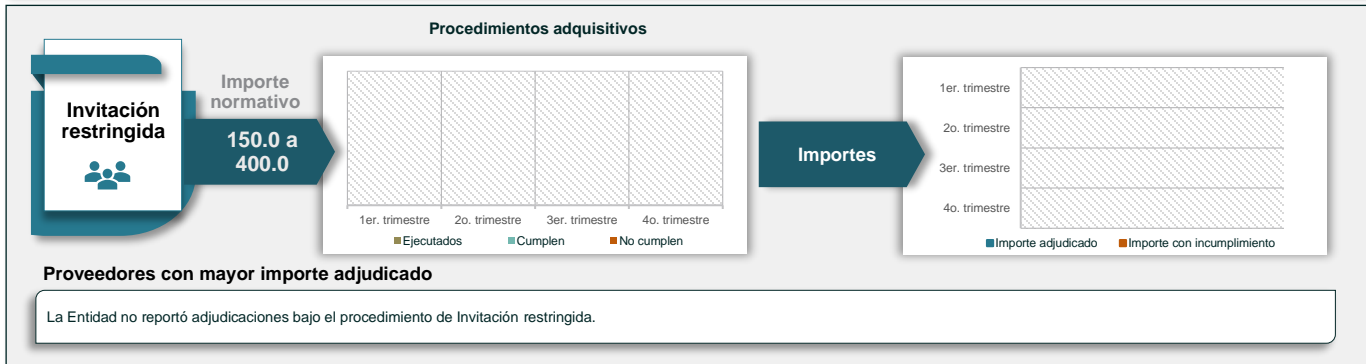 Procedimientos adquisitivos
Invitación
restringida
Importe
normativo
150.0 a
400.0
1er. trimestre
2o. trimestre
3er. trimestre
4o. trimestre
Ejecutados
Cumplen
No cumplen
Importes
1er. trimestre
2o. trimestre
3er. trimestre
4o. trimestre
Importe adjudicado
Importe con incumplimiento
Proveedores con mayor importe adjudicado
La Entidad no reportó adjudicaciones bajo el procedimiento de Invitación restringida.